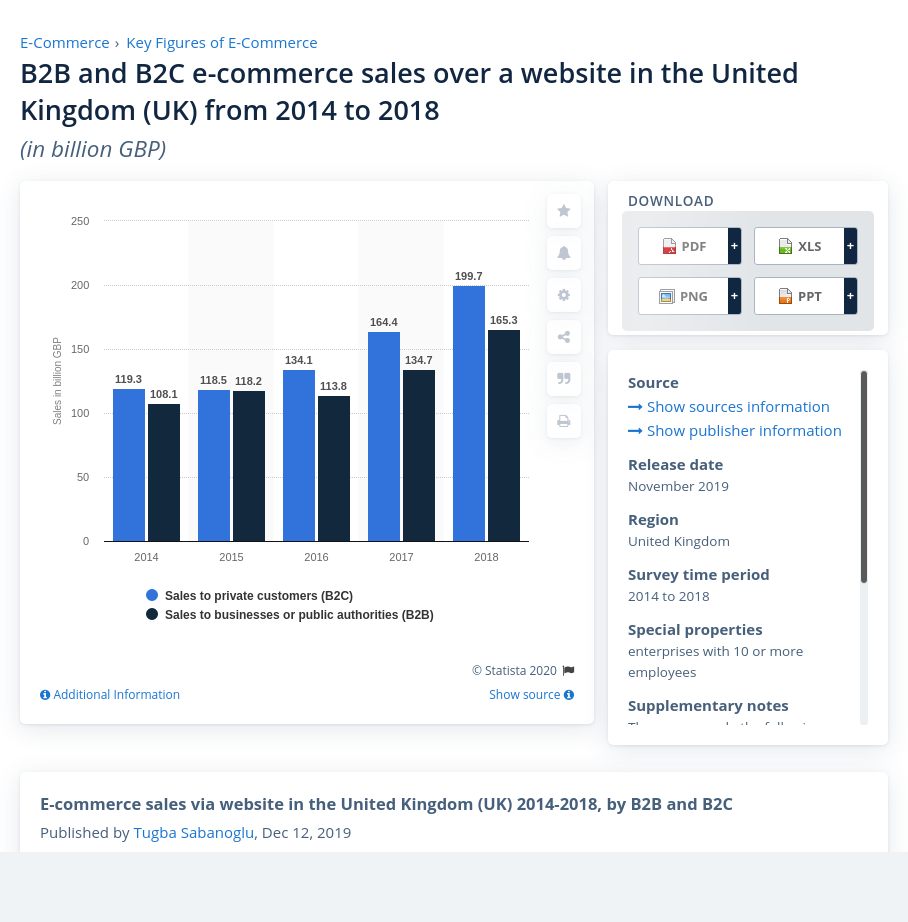 E-Commerce › Key Figures of E-Commerce
B2B and B2C e-commerce sales over a website in the United
Kingdom (UK) from 2014 to 2018
(in billion GBP)
250
200
150
100
50
0
Sales in billion GBP
119.3
108.1
118.5
118.2
134.1
113.8
164.4
134.7
199.7
165.3
2014
2015
2016
2017
2018
Sales to private customers (B2C)
Sales to businesses or public authorities (B2B)
© Statista 2020
Additional Information
Show source
DOWNLOAD
PDF +
XLS +
PNG +
PPT +
Source
Show sources information
Show publisher information
Release date
November 2019
Region
United Kingdom
Survey time period
2014 to 2018
Special properties
enterprises with 10 or more
employees
Supplementary notes
E-commerce sales via website in the United Kingdom (UK) 2014-2018, by B2B and B2C
Published by Tugba Sabanoglu, Dec 12, 2019